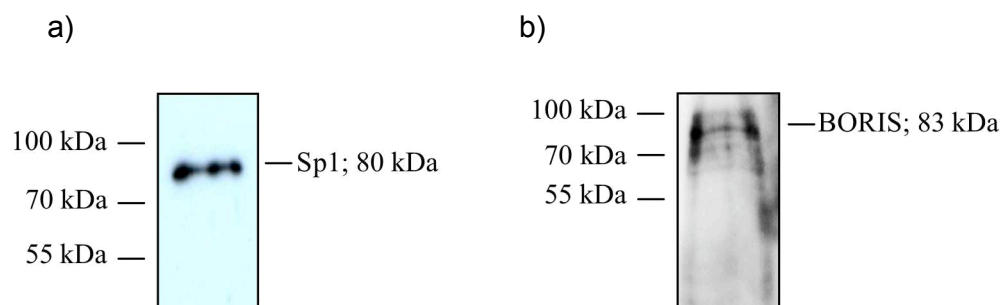 a)
100 kDa
Sp1; 80 kDa
70 kDa
55 kDa
b)
100 kDa
BORIS; 83 kDa
70 kDa
55 kDa